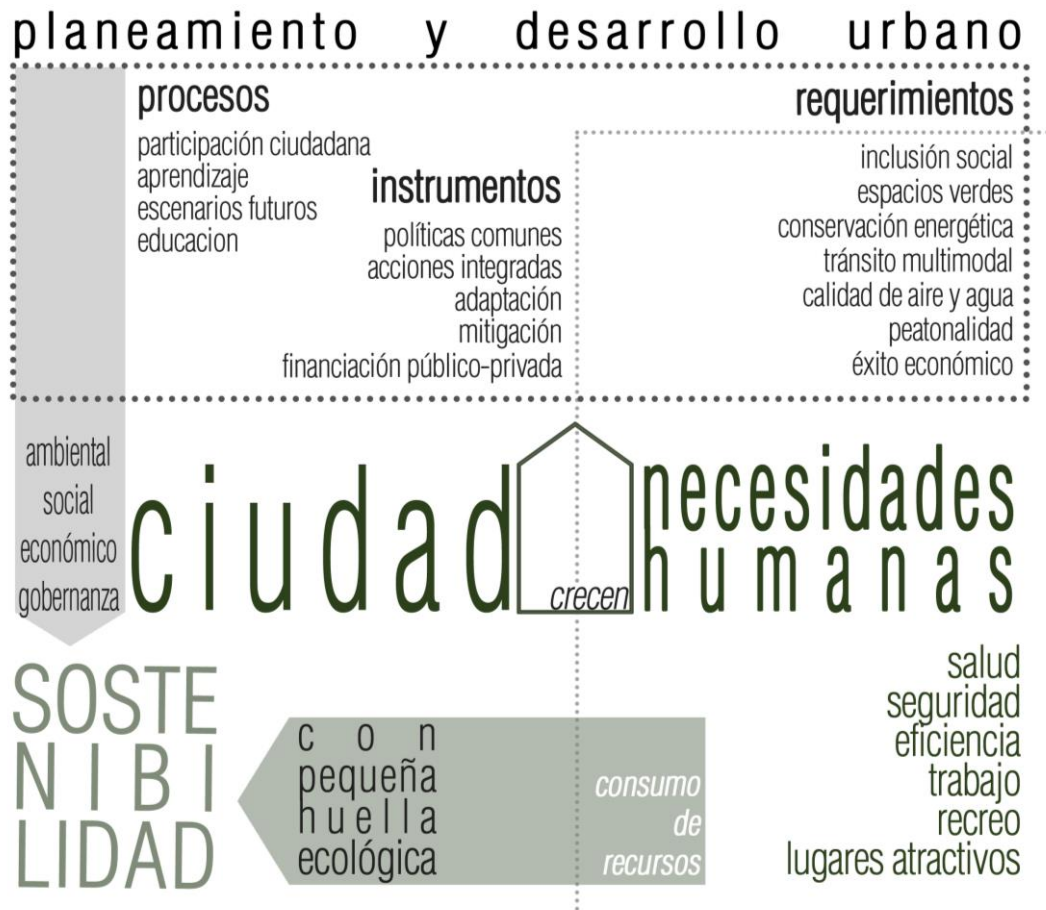 planeamiento y desarrollo urbano
procesos
participación ciudadana
aprendizaje
escenarios futuros
educacion
instrumentos
políticas comunes
acciones integradas
adaptación
mitigación
financiación público-privada
requerimientos
inclusión social
espacios verdes
conservación energética
tránsito multimodal
calidad de aire y agua
peatonalidad
éxito económico
ambiental
social
económico
gobernanza
ciudad
crecen
necesidades
humanas
SOSTE
NIBI
LIDAD
con
pequeña
huella
ecológica
consumo
de
recursos
salud
seguridad
eficiencia
trabajo
recreo
lugares atractivos